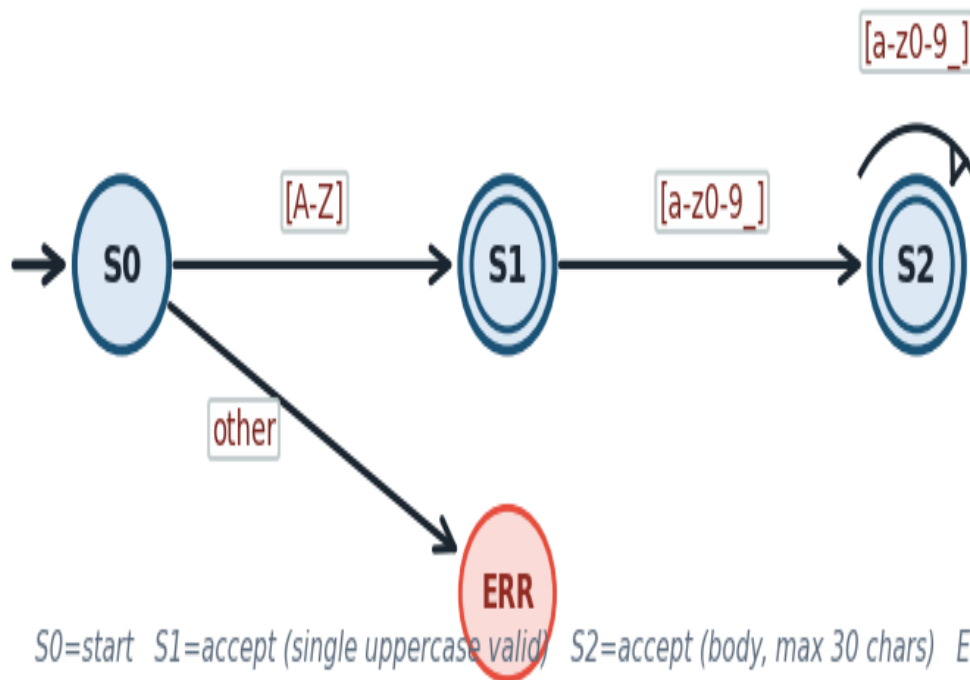 [a-z0-9_]
[A-Z]
[a-z0-9_]
S0
S1
S2
other
ERR
S0=start S1=accept (single uppercase valid) S2=accept (body, max 30 chars) E